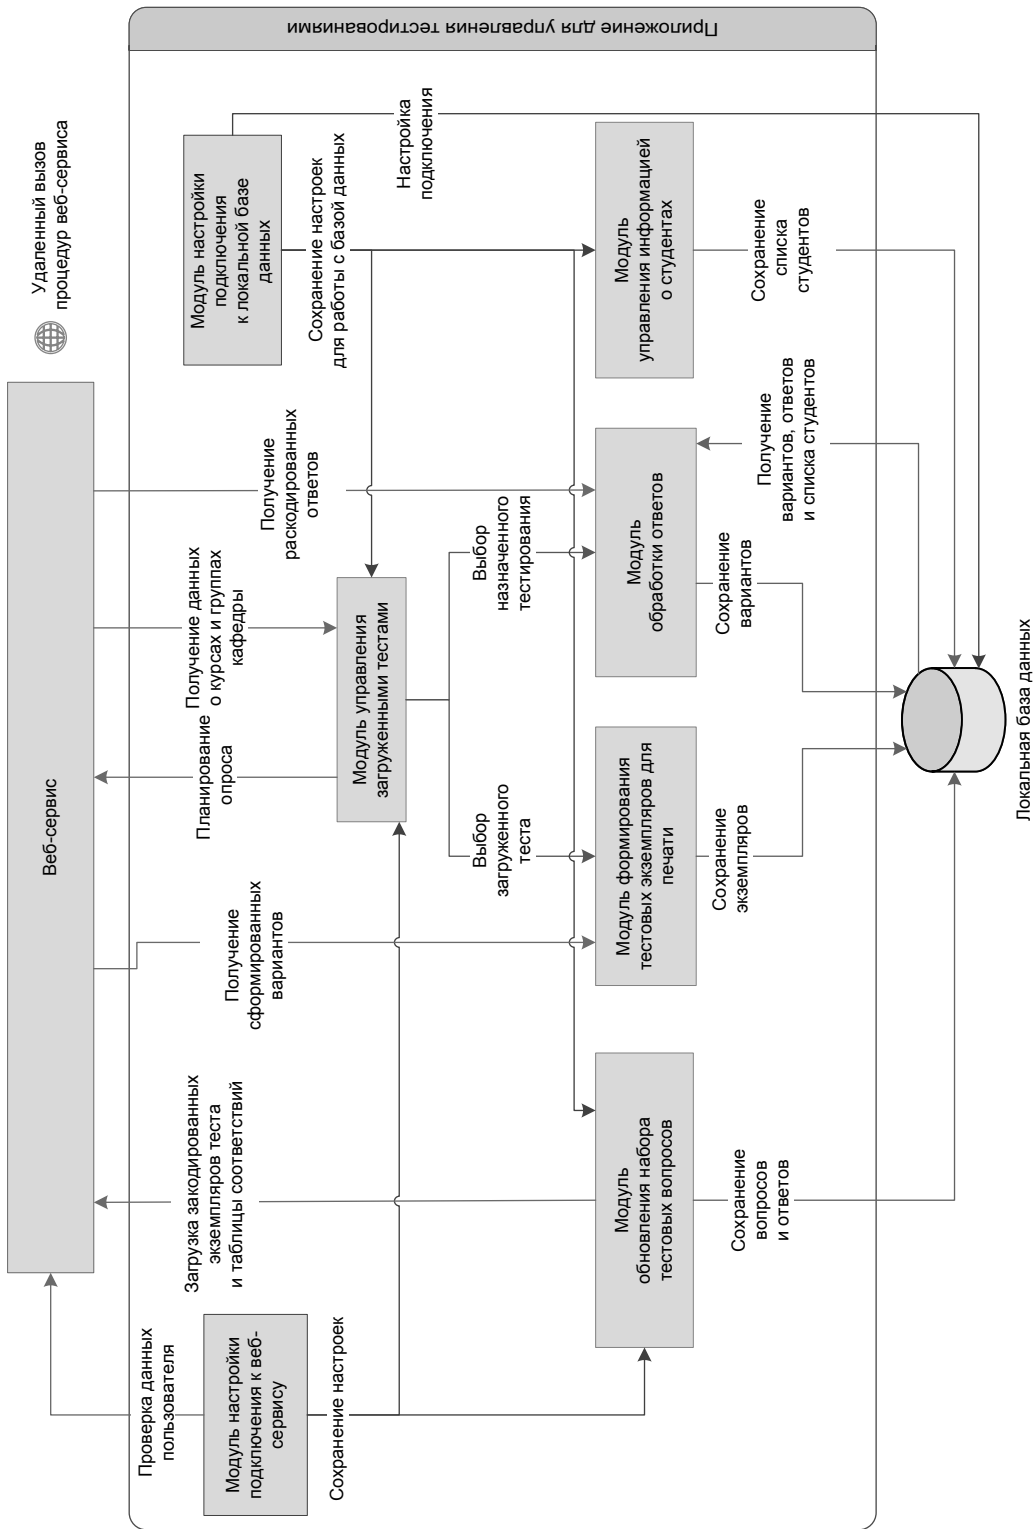 Приложение для управления тестированиями
Удаленный вызов
процедур веб-сервиса
Веб-сервис
Проверка данных
пользователя
Загрузка закодированных
экземпляров теста
и таблицы соответствий
Получение
сформированных
вариантов
Планирование
опроса
Получение данных
о курсах и группах
кафедры
Получение
раскодированных
ответов
Модуль настройки
подключения
к локальной базе
данных
Модуль настройки
подключения к веб-
сервису
Сохранение настроек
Сохранение настроек
для работы с базой данных
Настройка
подключения
Модуль управления
загруженными тестами
Выбор
загруженного
теста
Выбор
назначенного
тестирования
Модуль
обновления набора
тестовых вопросов
Модуль формирования
тестовых экземпляров для
печати
Модуль
обработки ответов
Модуль
управления информацией
о студентах
Сохранение
вопросов
и ответов
Сохранение
экземпляров
Сохранение
вариантов
Получение
вариантов, ответов
и списка студентов
Сохранение
списка
студентов
Локальная база данных